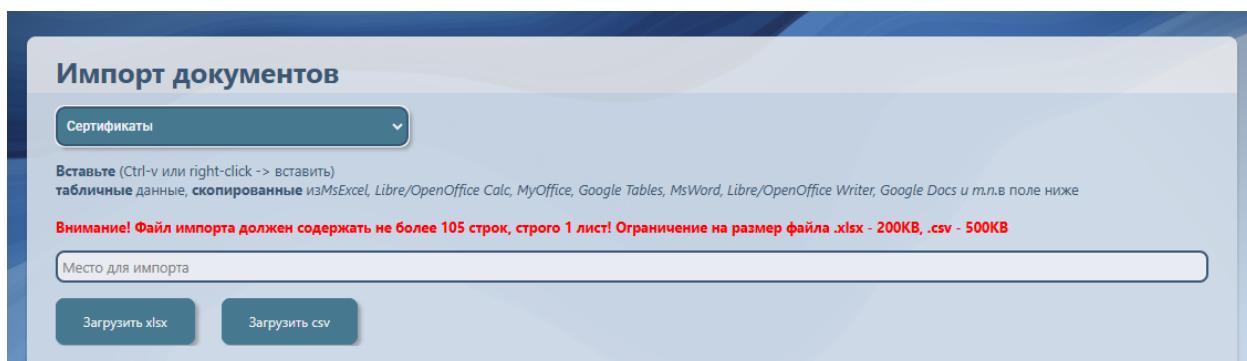 Импорт документов
Сертификаты
Вставьте (Ctrl-v или right-click -> вставить)
табличные данные, скопированные изMsExcel, Libre/OpenOffice Calc, MyOffice, Google Tables, MsWord, Libre/OpenOffice Writer, Google Docs и т.п.в поле ниже
Внимание! Файл импорта должен содержать не более 105 строк, строго 1 лист! Ограничение на размер файла .xlsx - 200KB, .csv - 500KB
Место для импорта
Загрузить xlsx Загрузить csv